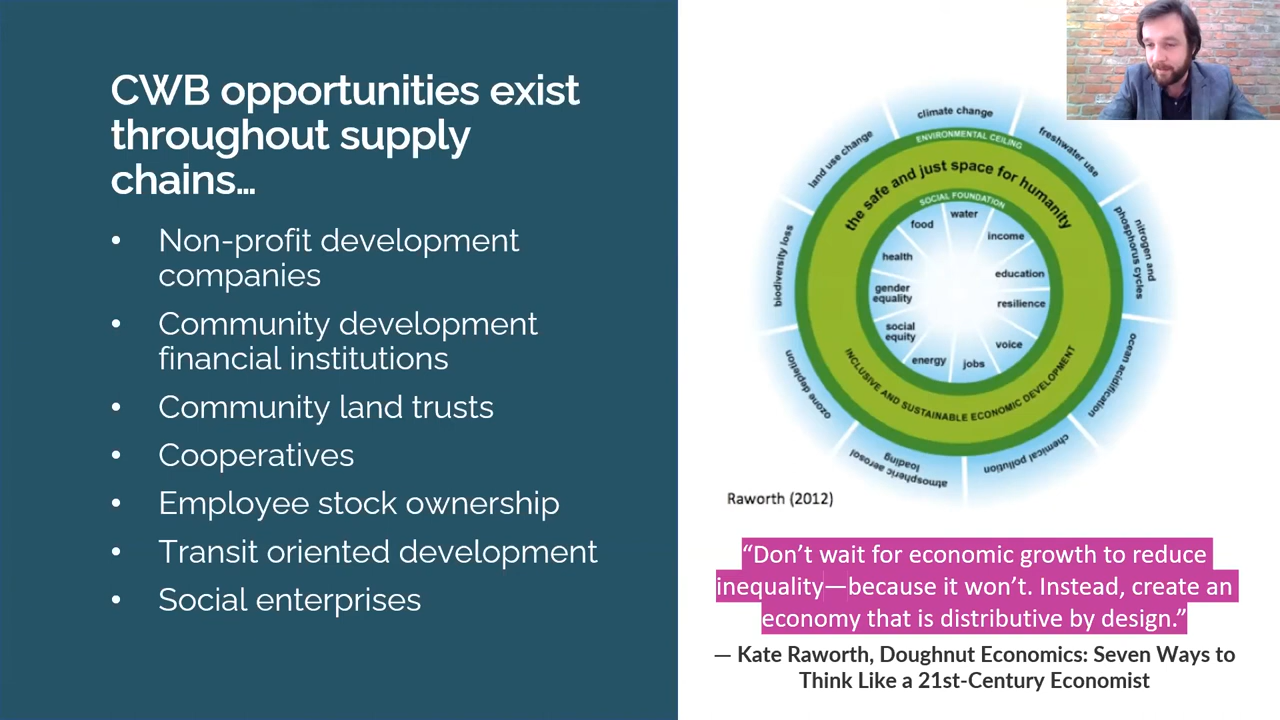 CWB opportunities exist
throughout supply
chains…
• Non-profit development
companies
• Community development
financial institutions
• Community land trusts
• Cooperatives
• Employee stock ownership
• Transit oriented development
• Social enterprises
climate change
freshwater use
nitrogen and
phosphorus cycles
ocean acidification
chemical pollution
atmospheric aerosol
loading
ozone depletion
biodiversity loss
land use change
ENVIRONMENTAL CEILING
the safe and just space for humanity
SOCIAL FOUNDATION
water
income
education
resilience
voice
jobs
energy
social
equity
gender
equality
health
food
INCLUSIVE AND SUSTAINABLE ECONOMIC DEVELOPMENT
Raworth (2012)
“Don’t wait for economic growth to reduce
inequality—because it won’t. Instead, create an
economy that is distributive by design.”
— Kate Raworth, Doughnut Economics: Seven Ways to
Think Like a 21st-Century Economist